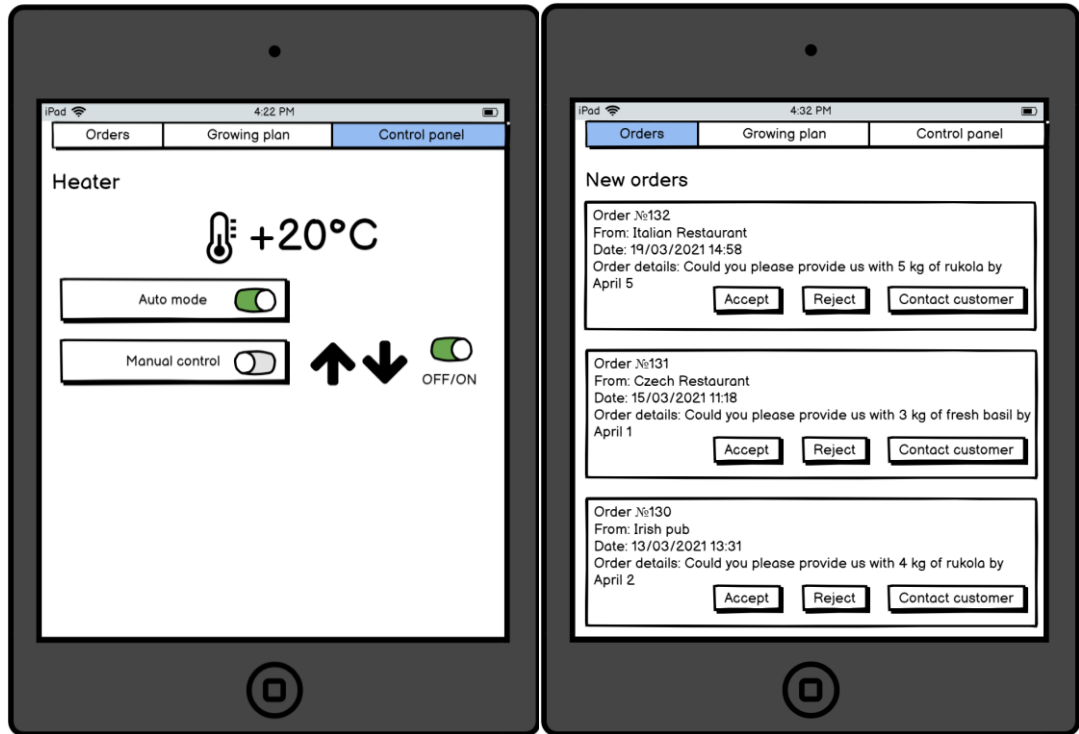 iPad 4:22 PM
Orders Growing plan Control panel
Heater
+20°C
Auto mode
Manual control
OFF/ON
iPad 4:32 PM
Orders Growing plan Control panel
New orders
Order №132
From: Italian Restaurant
Date: 19/03/2021 14:58
Order details: Could you please provide us with 5 kg of rukola by
April 5
Accept Reject Contact customer
Order №131
From: Czech Restaurant
Date: 15/03/2021 11:18
Order details: Could you please provide us with 3 kg of fresh basil by
April 1
Accept Reject Contact customer
Order №130
From: Irish pub
Date: 13/03/2021 13:31
Order details: Could you please provide us with 4 kg of rukola by
April 2
Accept Reject Contact customer